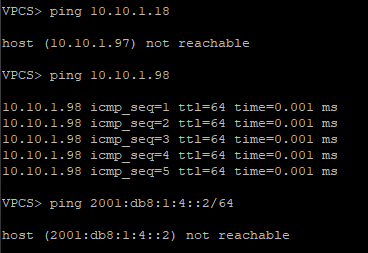 VPCS> ping 10.10.1.18
host (10.10.1.97) not reachable
VPCS> ping 10.10.1.98
10.10.1.98 icmp_seq=1 ttl=64 time=0.001 ms
10.10.1.98 icmp_seq=2 ttl=64 time=0.001 ms
10.10.1.98 icmp_seq=3 ttl=64 time=0.001 ms
10.10.1.98 icmp_seq=4 ttl=64 time=0.001 ms
10.10.1.98 icmp_seq=5 ttl=64 time=0.001 ms
VPCS> ping 2001:db8:1:4::2/64
host (2001:db8:1:4::2) not reachable